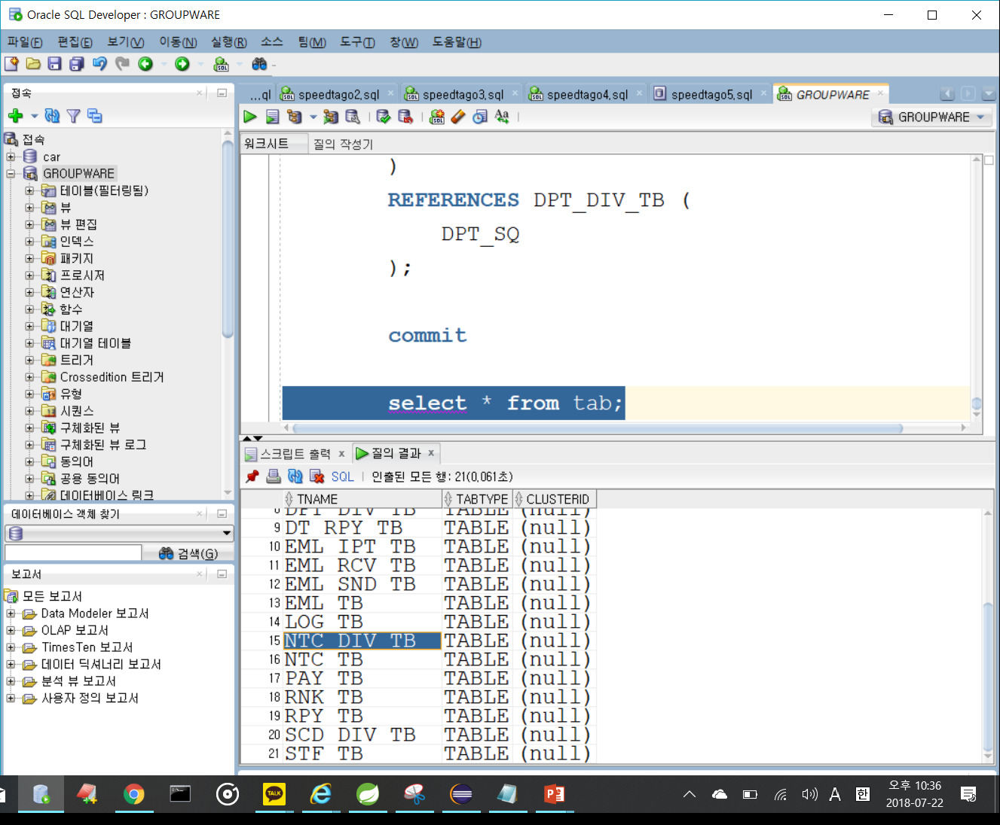 Oracle SQL Developer : GROUPWARE
파일(F) 편집(E) 보기(V) 이동(N) 실행(R) 소스 팀(M) 도구(T) 창(W) 도움말(H)
접속
...ql speedtago2.sql speedtago3.sql speedtago4.sql speedtago5.sql GROUPWARE
GROUPWARE
워크시트 질의 작성기
접속
car
GROUPWARE
테이블(필터링됨)
뷰
뷰 편집
인덱스
패키지
프로시저
연산자
함수
대기열
대기열 테이블
트리거
Crossedition 트리거
유형
시퀀스
구체화된 뷰
구체화된 뷰 로그
동의어
공용 동의어
데이터베이스 링크
)
REFERENCES DPT_DIV_TB (
DPT_SQ
);
commit
select * from tab;
데이터베이스 객체 찾기
검색(G)
보고서
모든 보고서
Data Modeler 보고서
OLAP 보고서
TimesTen 보고서
데이터 딕셔너리 보고서
분석 뷰 보고서
사용자 정의 보고서
스크립트 출력 x 질의 결과 x
SQL 인출된 모든 행: 21(0,061초)
TNAME TABTYPE CLUSTERID
8 DPT DIV TB TABLE (null)
9 DT RPY TB TABLE (null)
10 EML IPT TB TABLE (null)
11 EML RCV TB TABLE (null)
12 EML SND TB TABLE (null)
13 EML TB TABLE (null)
14 LOG TB TABLE (null)
15 NTC DIV TB TABLE (null)
16 NTC TB TABLE (null)
17 PAY TB TABLE (null)
18 RNK TB TABLE (null)
19 RPY TB TABLE (null)
20 SCD DIV TB TABLE (null)
21 STF TB TABLE (null)
TALK
A 한 오후 10:36
2018-07-22